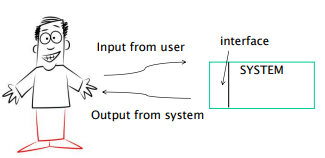 Input from user
interface
SYSTEM
Output from system